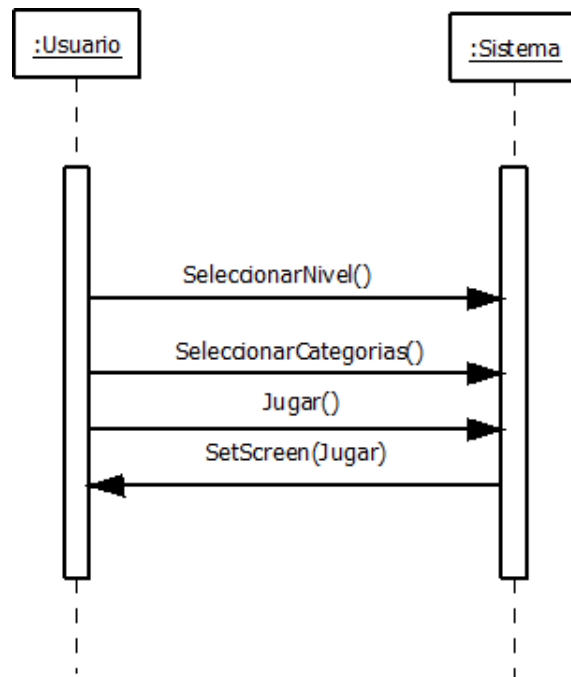 :Usuario
:Sistema
SeleccionarNivel()
SeleccionarCategorias()
Jugar()
SetScreen(Jugar)